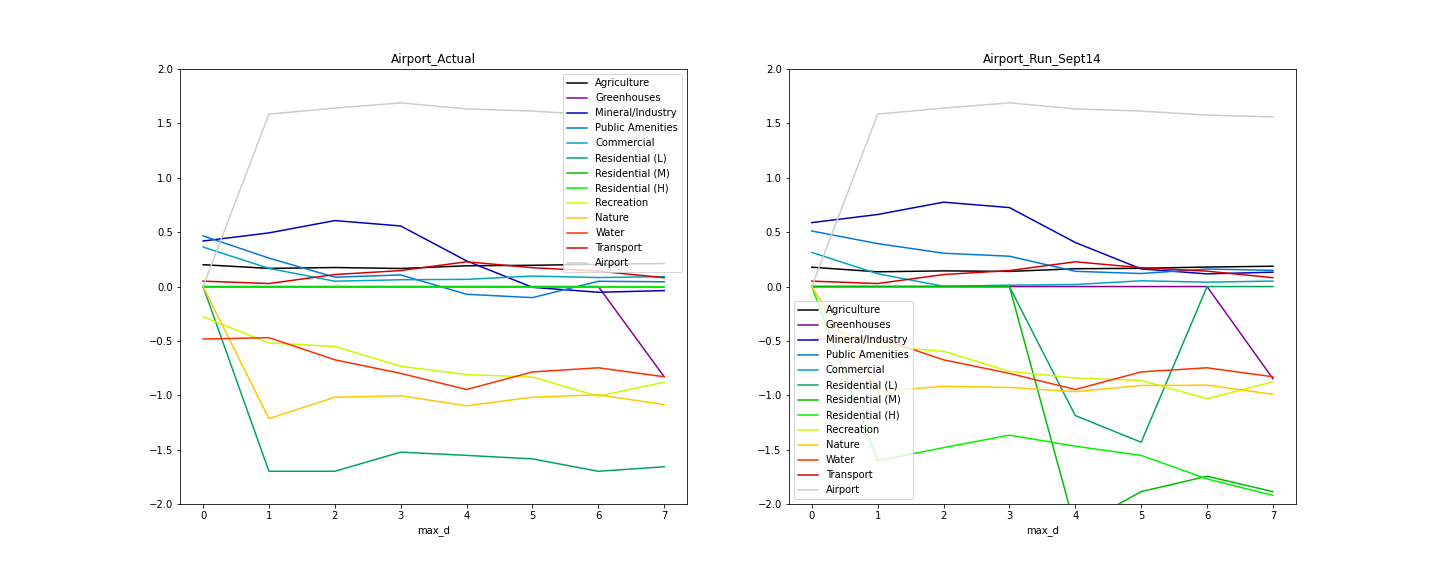 Airport_Actual
2.0
1.5
1.0
0.5
0.0
−0.5
−1.0
−1.5
−2.0
0 1 2 3 4 5 6 7
max_d
Agriculture
Greenhouses
Mineral/Industry
Public Amenities
Commercial
Residential (L)
Residential (M)
Residential (H)
Recreation
Nature
Water
Transport
Airport
Airport_Run_Sept14
2.0
1.5
1.0
0.5
0.0
−0.5
−1.0
−1.5
−2.0
0 1 2 3 4 5 6 7
max_d
Agriculture
Greenhouses
Mineral/Industry
Public Amenities
Commercial
Residential (L)
Residential (M)
Residential (H)
Recreation
Nature
Water
Transport
Airport